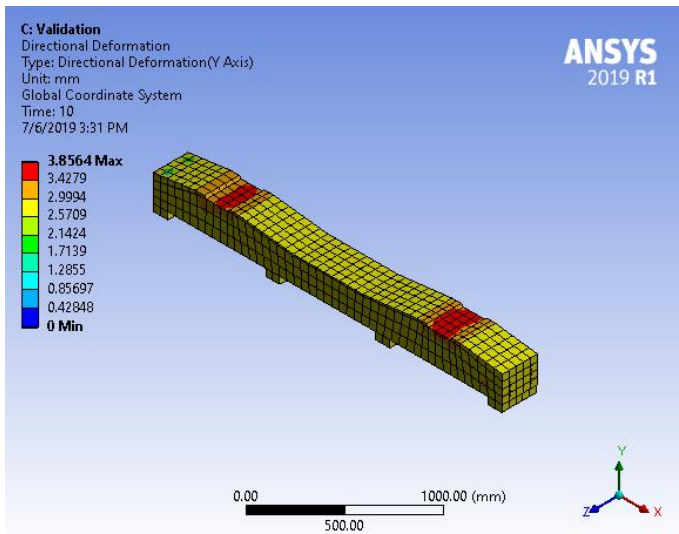 C: Validation
Directional Deformation
Type: Directional Deformation(Y Axis)
Unit: mm
Global Coordinate System
Time: 10
7/6/2019 3:31 PM
ANSYS
2019 R1
3.8564 Max
3.4279
2.9994
2.5709
2.1424
1.7139
1.2855
0.85697
0.42848
0 Min
0.00
1000.00 (mm)
500.00
Y
Z
X